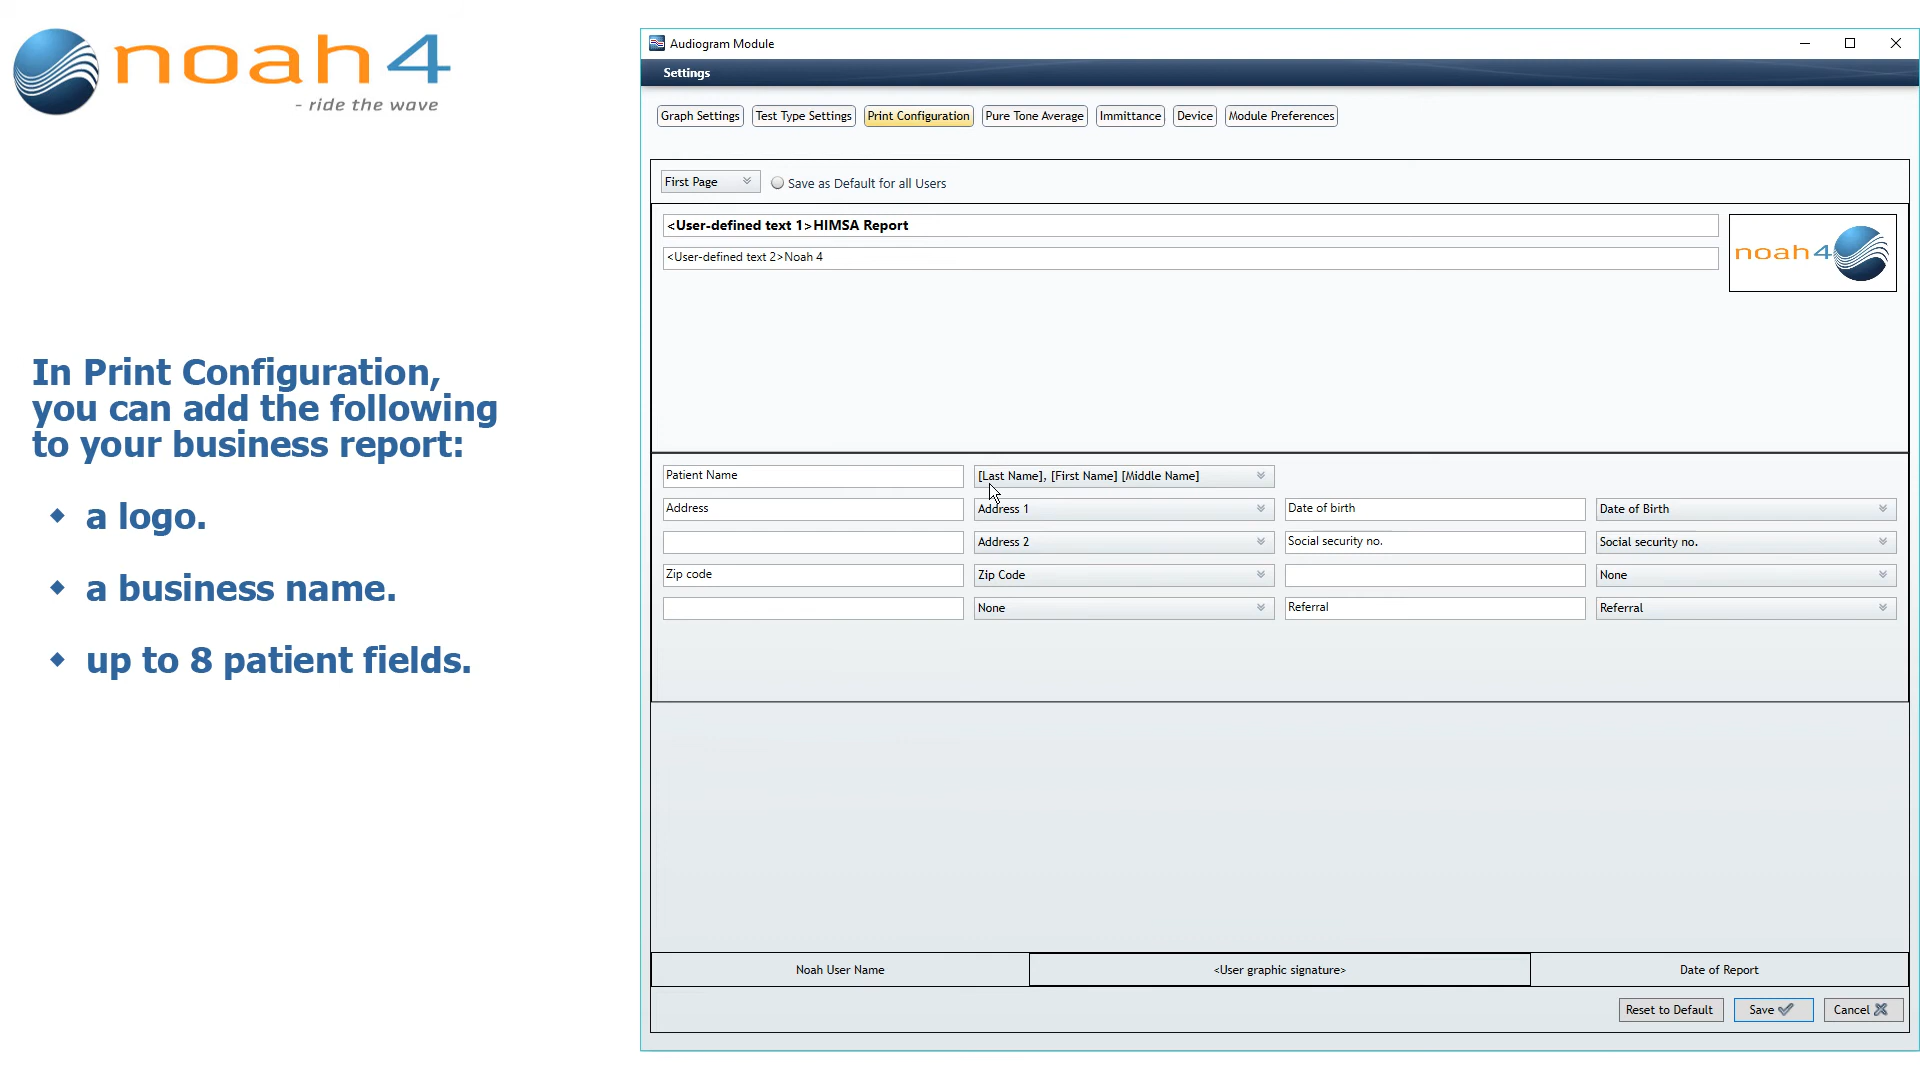 noah 4
- ride the wave
In Print Configuration,
you can add the following
to your business report:
a logo.
a business name.
up to 8 patient fields.
Audiogram Module
Settings
Graph Settings
Test Type Settings
Print Configuration
Pure Tone Average
Immittance
Device
Module Preferences
First Page
Save as Default for all Users
<User-defined text 1>HIMSA Report
<User-defined text 2>Noah 4
noah 4
Patient Name
[Last Name], [First Name] [Middle Name]
Address
Address 1
Date of birth
Date of Birth
Address 2
Social security no.
Social security no.
Zip code
Zip Code
None
None
Referral
Referral
Noah User Name
<User graphic signature>
Date of Report
Reset to Default
Save
Cancel